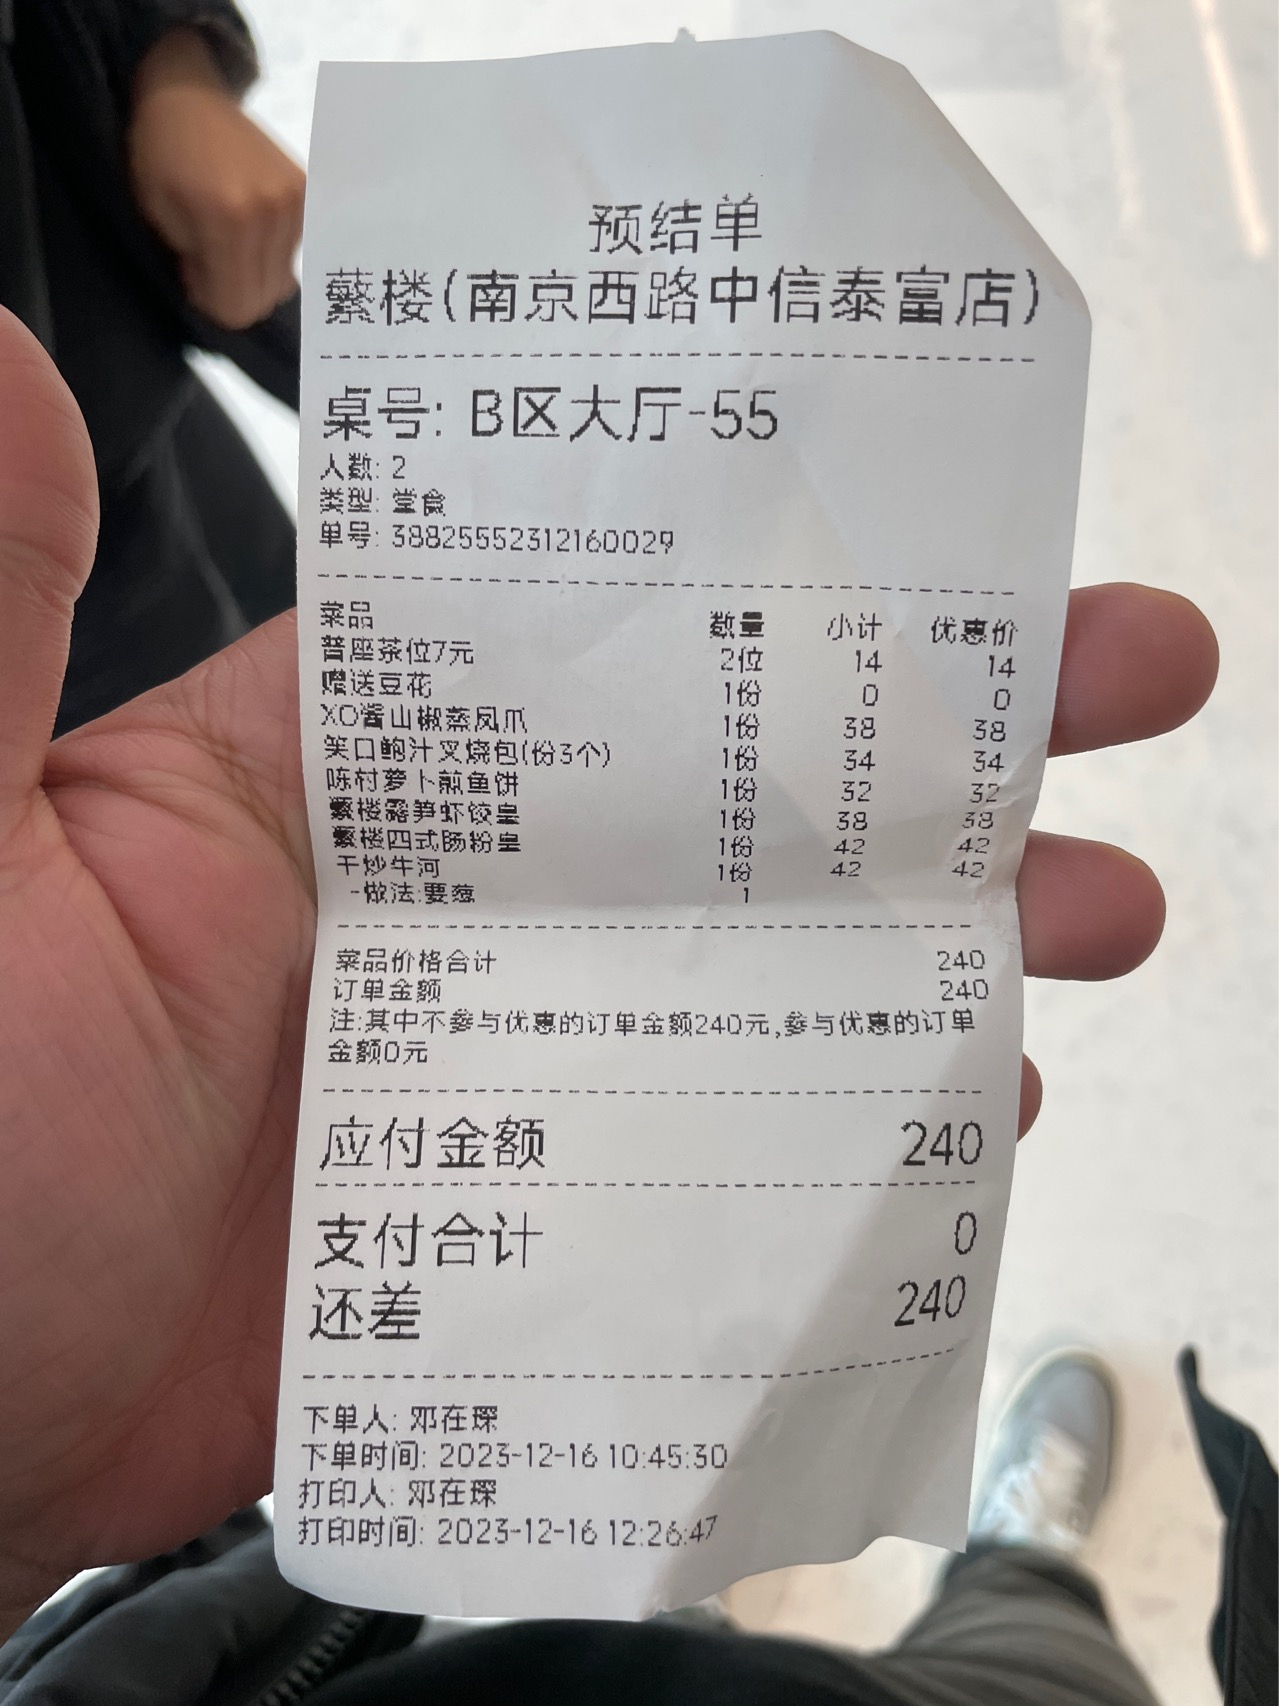 预结单
蘩楼(南京西路中信泰富店)
桌号: B区大厅-55
人数: 2
类型: 堂食
单号: 38825552312160029
菜品 数量 小计 优惠价
普座茶位7元 2位 14 14
赠送豆花 1份 0 0
XO酱山椒蒸凤爪 1份 38 38
笑口鲍汁叉烧包(份3个) 1份 34 34
陈村萝卜煎鱼饼 1份 32 32
蘩楼露笋虾饺皇 1份 38 38
蘩楼四式肠粉皇 1份 42 42
干炒牛河 1份 42 42
-做法:要葱 1
菜品价格合计 240
订单金额 240
注:其中不参与优惠的订单金额240元,参与优惠的订单
金额0元
应付金额 240
支付合计 0
还差 240
下单人: 邓在琛
下单时间: 2023-12-16 10:45:30
打印人: 邓在琛
打印时间: 2023-12-16 12:26:47